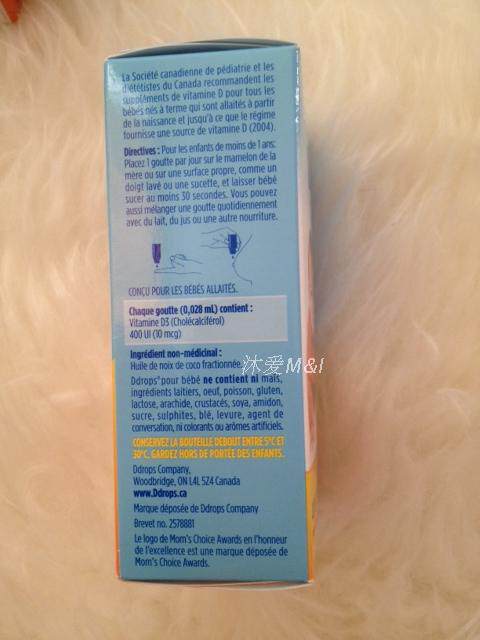 La Société canadienne de pédiatrie et les
diététistes du Canada recommandent les
suppléments de vitamine D pour tous les
bébés nés à terme qui sont allaités à partir
de la naissance et jusqu'à ce que le régime
fournisse une source de vitamine D (2004).
Directives : Pour les enfants de moins de 1 ans:
Placez 1 goutte par jour sur le mamelon de la
mère ou sur une surface propre, comme un
doigt lavé ou une sucette, et laisser bébé
sucer au moins 30 secondes. Vous pouvez
aussi mélanger une goutte quotidiennement
avec du lait, du jus ou une autre nourriture.
CONÇU POUR LES BÉBÉS ALLAITÉS.
Chaque goutte (0,028 mL) contient :
Vitamine D3 (Cholécalciférol)
400 UI (10 mcg)
Ingrédient non-médicinal :
Huile de noix de coco fractionnée.
沐爱M&I
Ddrops® pour bébé ne contient ni maïs,
ingrédients laitiers, oeuf, poisson, gluten,
lactose, arachide, crustacés, soya, amidon,
sucre, sulphites, blé, levure, agent de
conversation, ni colorants ou arômes artificiels.
CONSERVEZ LA BOUTEILLE DEBOUT ENTRE 5°C ET
30°C. GARDEZ HORS DE PORTÉE DES ENFANTS.
Ddrops Company,
Woodbridge, ON L4L 5Z4 Canada
www.Ddrops.ca
Marque déposée de Ddrops Company
Brevet no. 2578881
Le logo de Mom's Choice Awards en l'honneur
de l'excellence est une marque déposée de
Mom's Choice Awards.